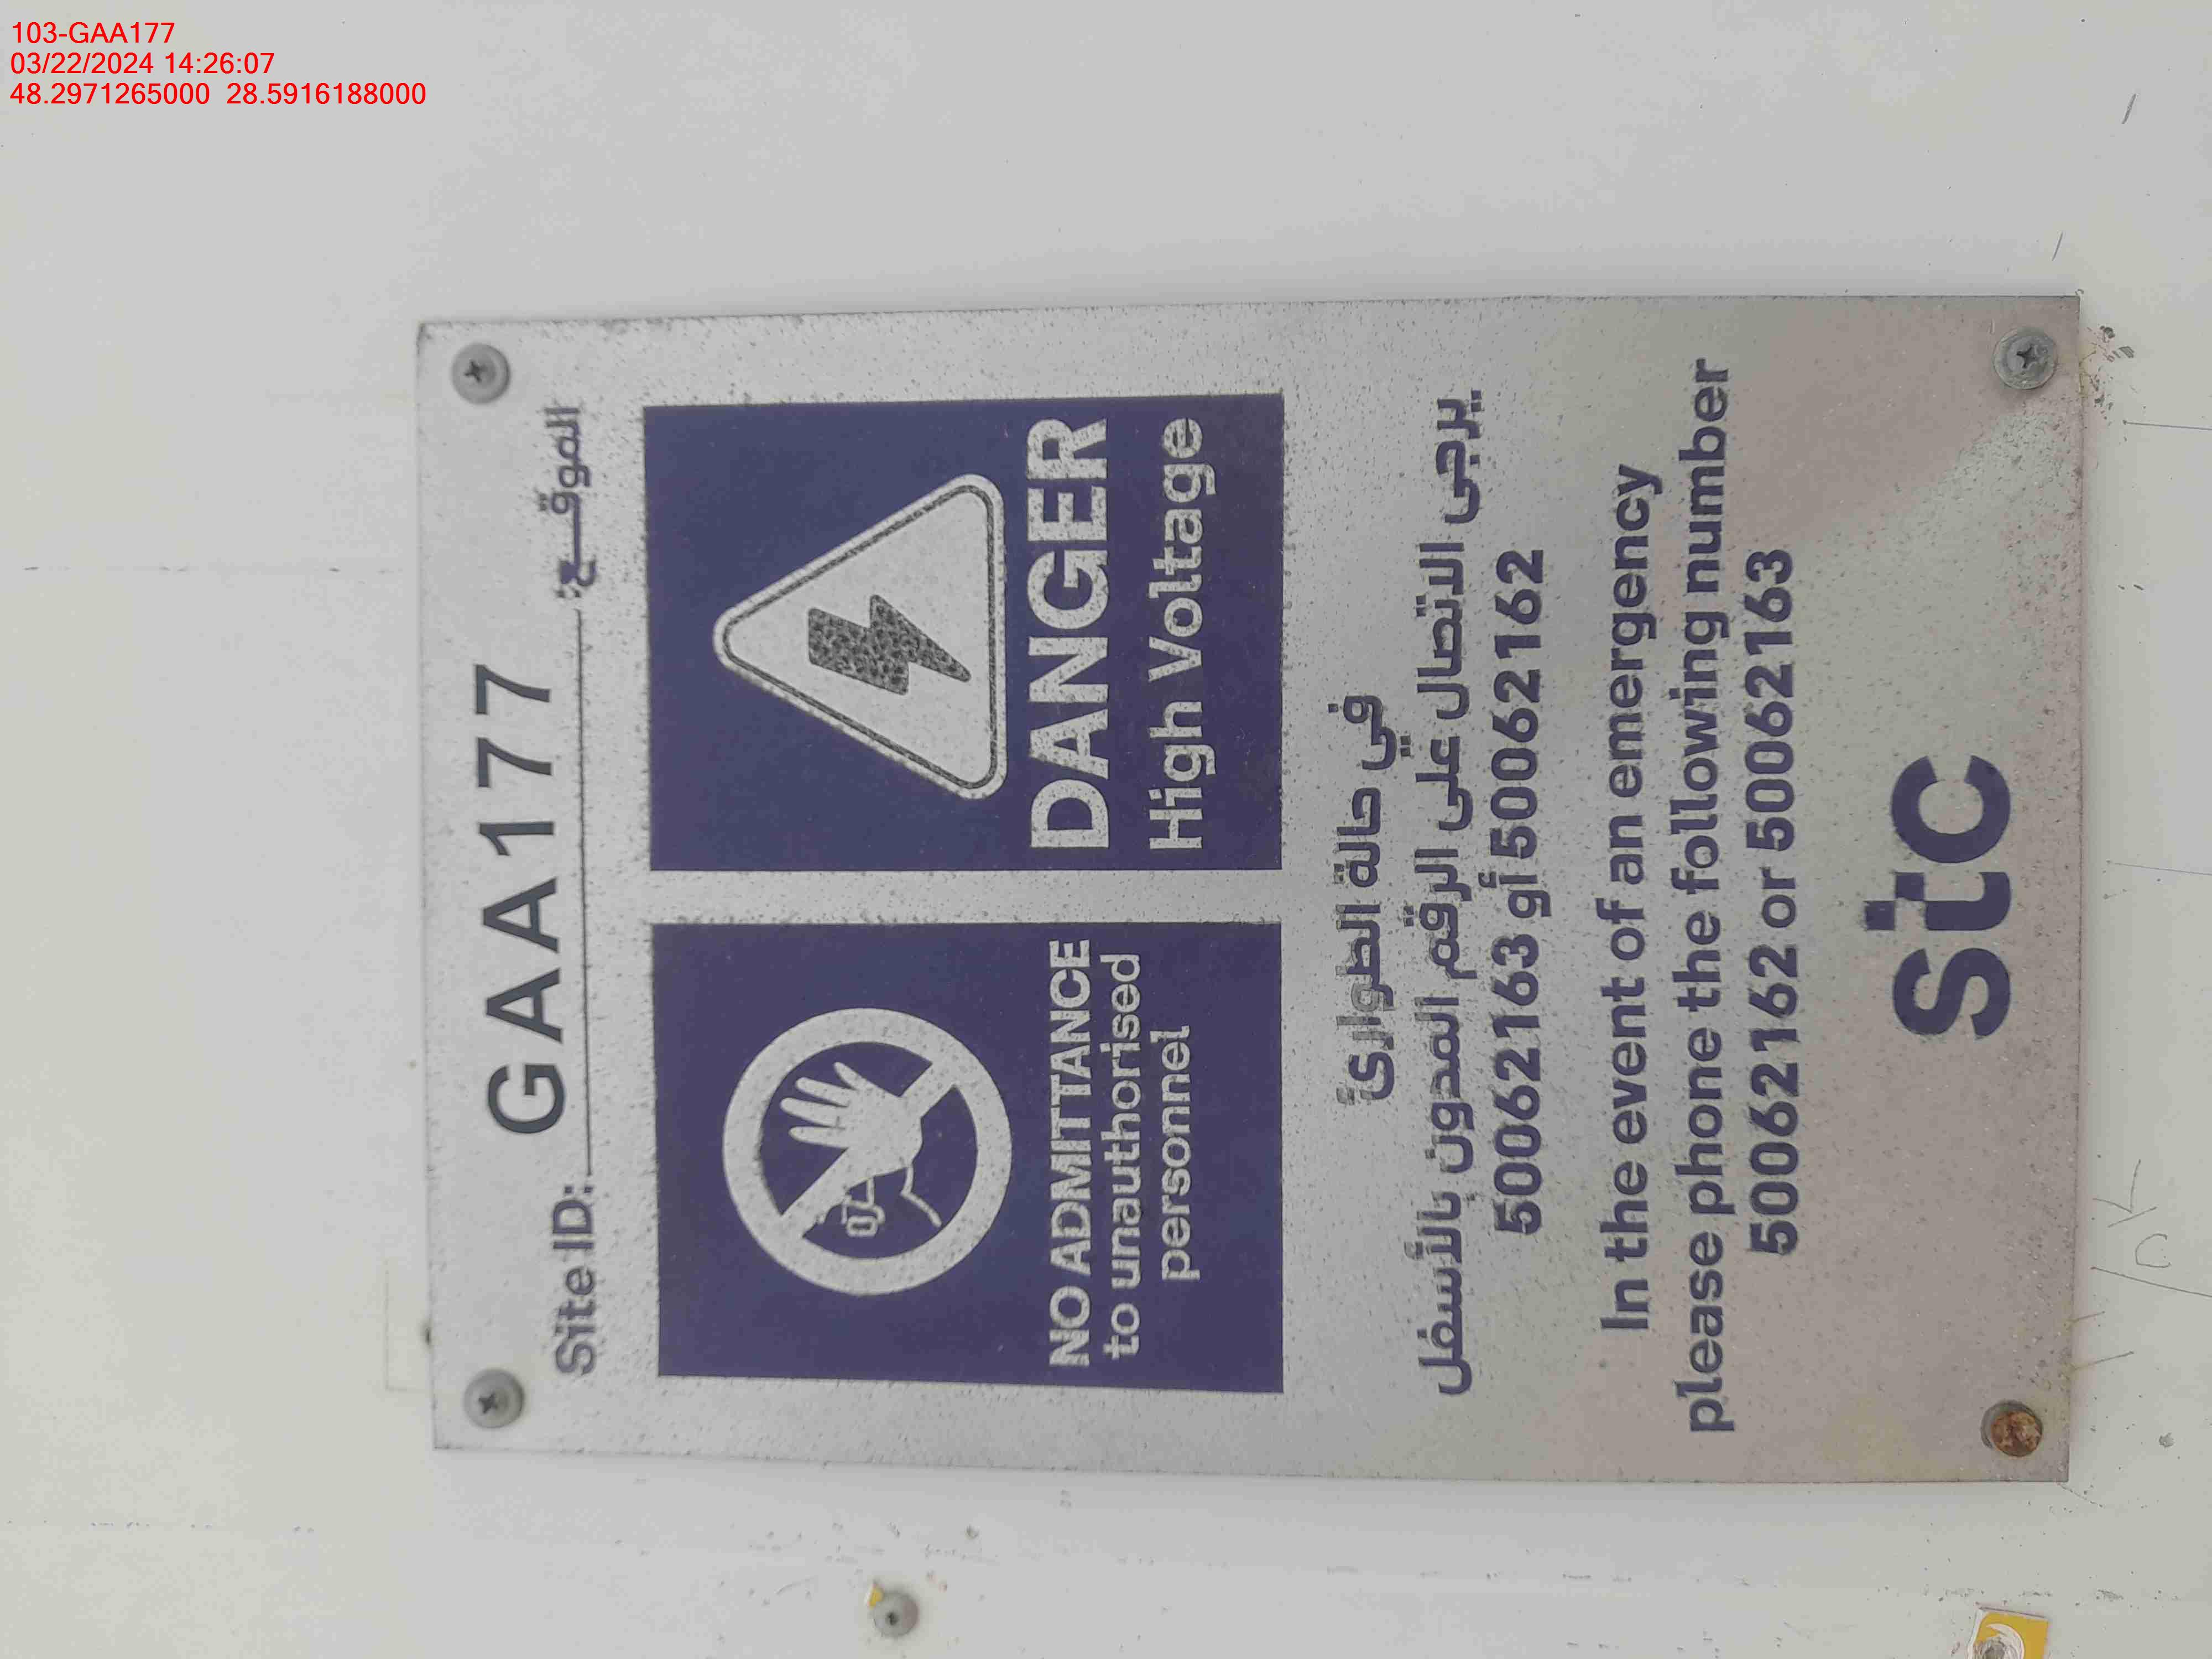 103-GAA177
03/22/2024 14:26:07
48.2971265000 28.5916188000
GAA177
Site ID: الموقـع:
NO ADMITTANCE
to unauthorised
personnel
DANGER
High Voltage
في حالة الطوارئ
يرجى الاتصال على الرقم المدون بالأسفل
50062163 أو 50062162
In the event of an emergency
please phone the following number
50062162 or 50062163
stc